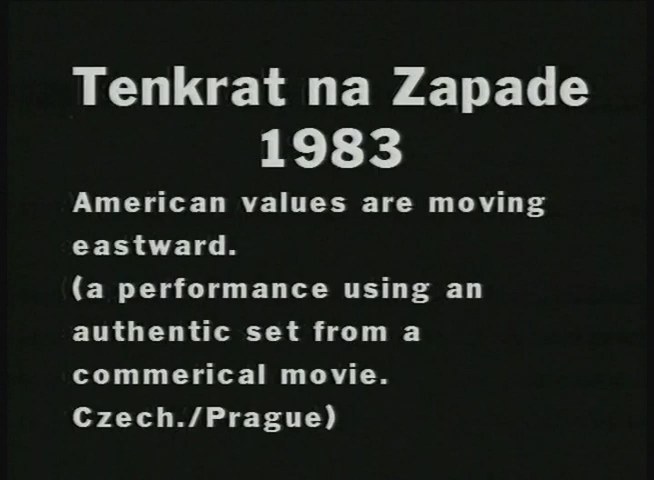 Tenkrat na Zapade
1983
American values are moving
eastward.
(a performance using an
authentic set from a
commerical movie.
Czech./Prague)